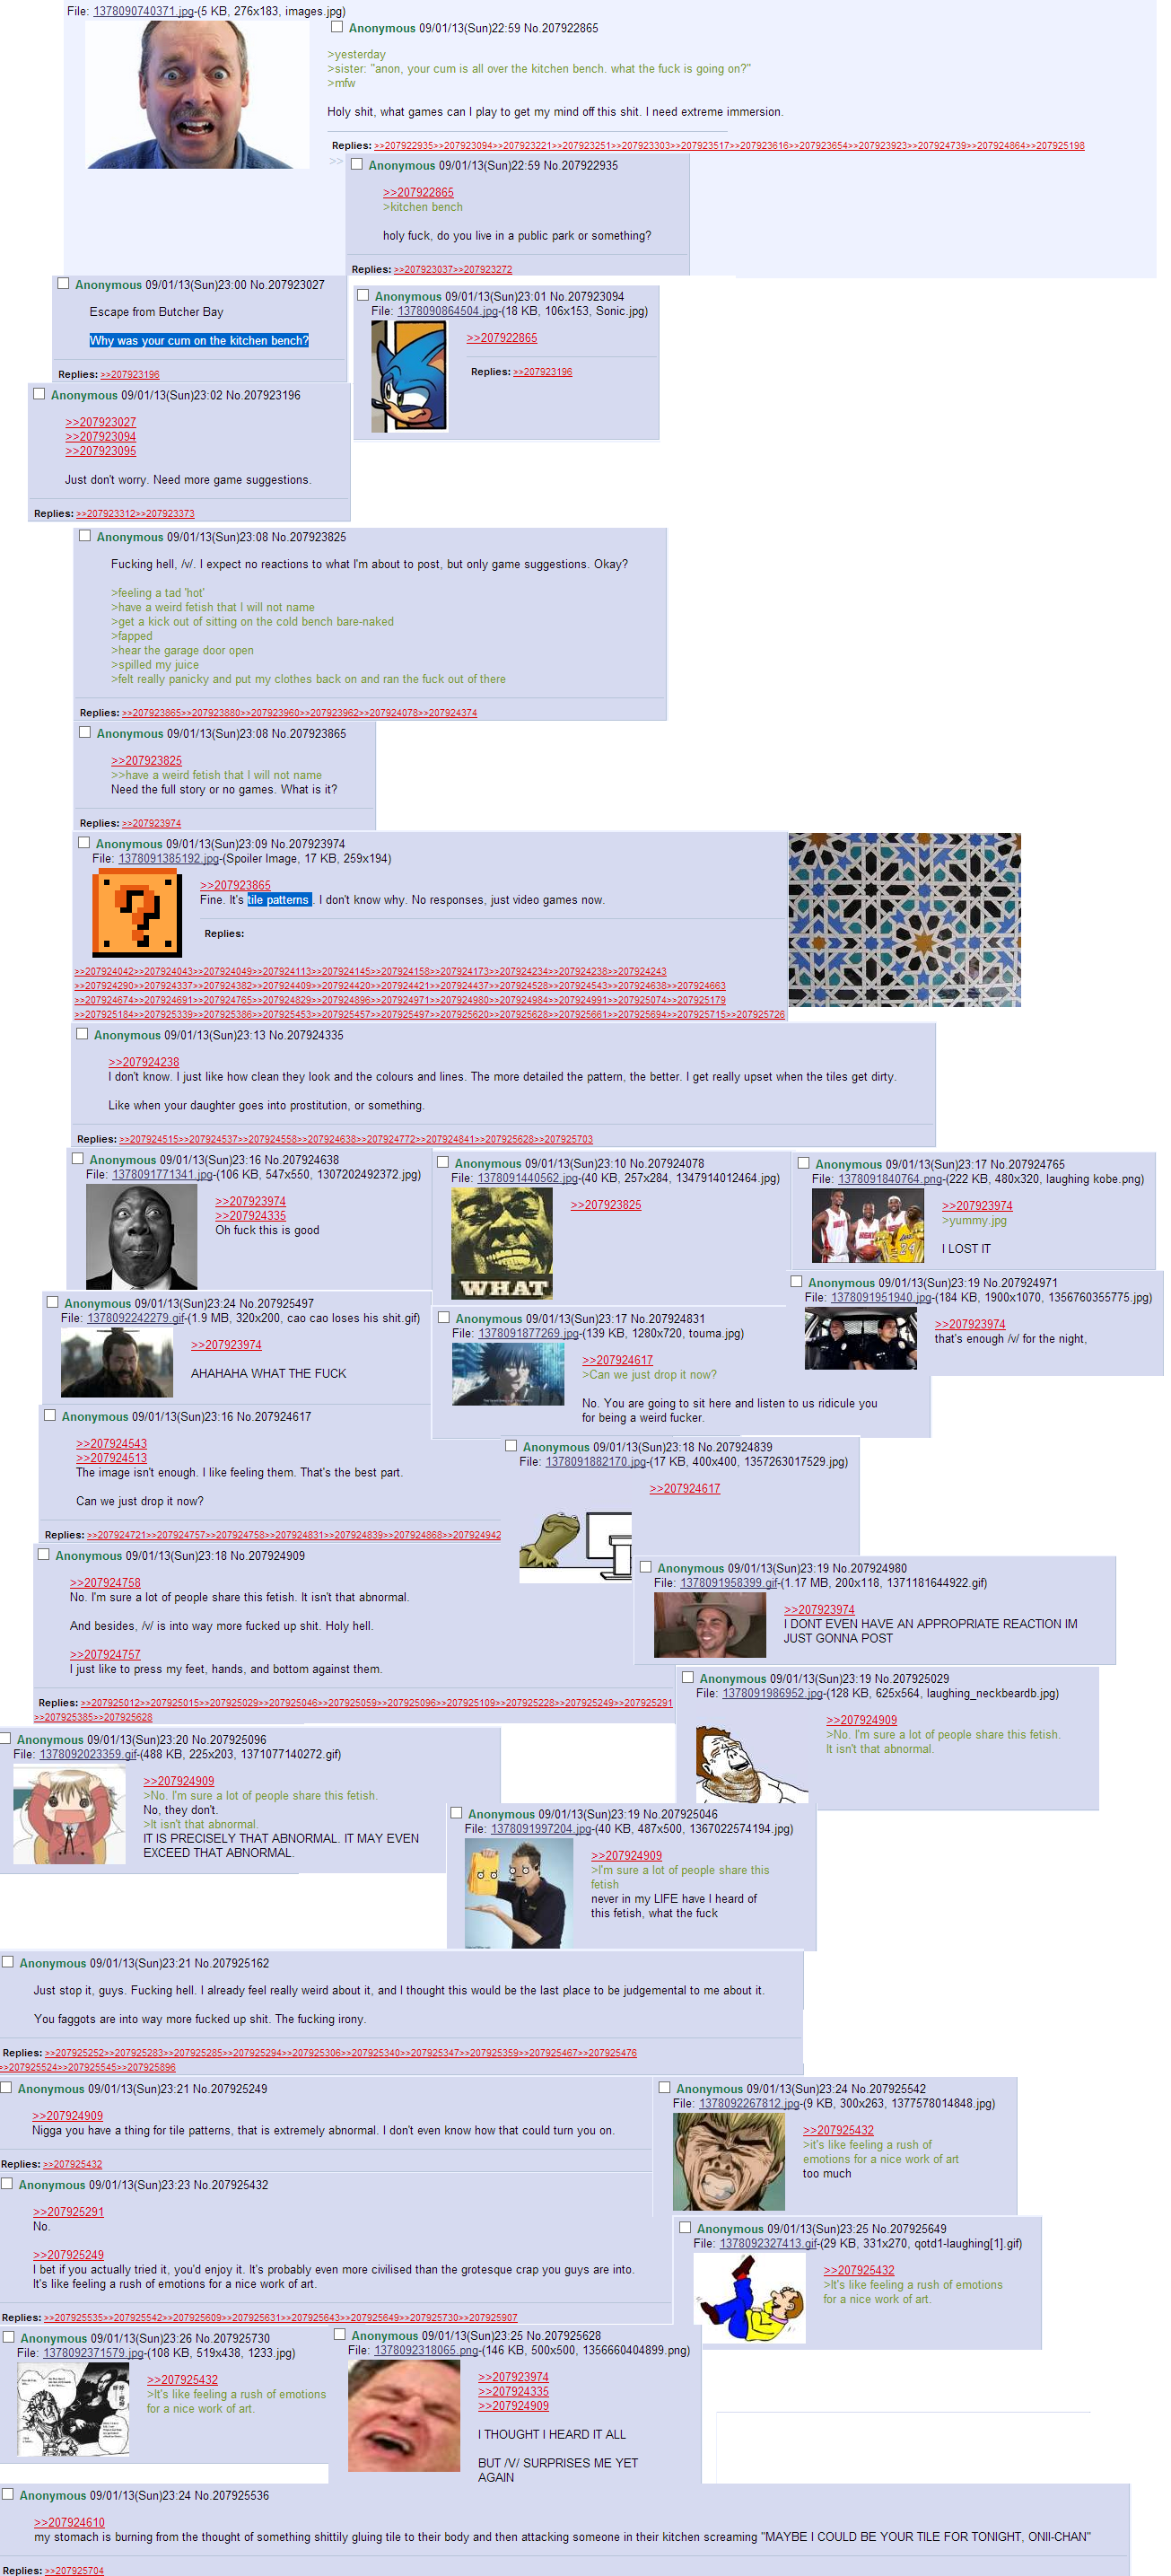 File: 1378090740371.jpg-(5 KB, 276x183, images.jpg)
Anonymous 09/01/13(Sun)22:59 No.207922865
>yesterday
>sister: "anon, your cum is all over the kitchen bench. what the fuck is going on?"
>mfw
Holy shit, what games can I play to get my mind off this shit. I need extreme immersion.
Replies: >>207922935>>207923094>>207923221>>207923251>>207923303>>207923517>>207923616>>207923654>>207923923>>207924739>>207924864>>207925198
>>
Anonymous 09/01/13(Sun)22:59 No.207922935
>>207922865
>kitchen bench
holy fuck, do you live in a public park or something?
Replies: >>207923037>>207923272
Anonymous 09/01/13(Sun)23:00 No.207923027
Escape from Butcher Bay
Why was your cum on the kitchen bench?
Replies: >>207923196
Anonymous 09/01/13(Sun)23:01 No.207923094
File: 1378090864504.jpg-(18 KB, 106x153, Sonic.jpg)
>>207922865
Replies: >>207923196
Anonymous 09/01/13(Sun)23:02 No.207923196
>>207923027
>>207923094
>>207923095
Just don't worry. Need more game suggestions.
Replies: >>207923312>>207923373
Anonymous 09/01/13(Sun)23:08 No.207923825
Fucking hell, /v/. I expect no reactions to what I'm about to post, but only game suggestions. Okay?
>feeling a tad 'hot'
>have a weird fetish that I will not name
>get a kick out of sitting on the cold bench bare-naked
>fapped
>hear the garage door open
>spilled my juice
>felt really panicky and put my clothes back on and ran the fuck out of there
Replies: >>207923865>>207923880>>207923960>>207923962>>207924078>>207924374
Anonymous 09/01/13(Sun)23:08 No.207923865
>>207923825
>>have a weird fetish that I will not name
Need the full story or no games. What is it?
Replies: >>207923974
Anonymous 09/01/13(Sun)23:09 No.207923974
File: 1378091385192.jpg-(Spoiler Image, 17 KB, 259x194)
>>207923865
Fine. It's tile patterns . I don't know why. No responses, just video games now.
Replies:
>>207924042>>207924043>>207924049>>207924113>>207924145>>207924158>>207924173>>207924234>>207924238>>207924243
>>207924290>>207924337>>207924382>>207924409>>207924420>>207924421>>207924437>>207924528>>207924543>>207924638>>207924663
>>207924674>>207924691>>207924765>>207924829>>207924896>>207924971>>207924980>>207924984>>207924991>>207925074>>207925179
>>207925184>>207925339>>207925386>>207925453>>207925457>>207925497>>207925620>>207925628>>207925661>>207925694>>207925715>>207925726
Anonymous 09/01/13(Sun)23:13 No.207924335
>>207924238
I don't know. I just like how clean they look and the colours and lines. The more detailed the pattern, the better. I get really upset when the tiles get dirty.
Like when your daughter goes into prostitution, or something.
Replies: >>207924515>>207924537>>207924558>>207924638>>207924772>>207924841>>207925628>>207925703
Anonymous 09/01/13(Sun)23:16 No.207924638
File: 1378091771341.jpg-(106 KB, 547x550, 1307202492372.jpg)
>>207923974
>>207924335
Oh fuck this is good
Anonymous 09/01/13(Sun)23:10 No.207924078
File: 1378091440562.jpg-(40 KB, 257x284, 1347914012464.jpg)
>>207923825
WHAT
Anonymous 09/01/13(Sun)23:17 No.207924765
File: 1378091840764.png-(222 KB, 480x320, laughing kobe.png)
>>207923974
>yummy.jpg
I LOST IT
Anonymous 09/01/13(Sun)23:19 No.207924971
File: 1378091951940.jpg-(184 KB, 1900x1070, 1356760355775.jpg)
>>207923974
that's enough /v/ for the night,
Anonymous 09/01/13(Sun)23:24 No.207925497
File: 1378092242279.gif-(1.9 MB, 320x200, cao cao loses his shit.gif)
>>207923974
AHAHAHA WHAT THE FUCK
Anonymous 09/01/13(Sun)23:17 No.207924831
File: 1378091877269.jpg-(139 KB, 1280x720, touma.jpg)
>>207924617
>Can we just drop it now?
No. You are going to sit here and listen to us ridicule you
for being a weird fucker.
Anonymous 09/01/13(Sun)23:16 No.207924617
>>207924543
>>207924513
The image isn't enough. I like feeling them. That's the best part.
Can we just drop it now?
Replies: >>207924721>>207924757>>207924758>>207924831>>207924839>>207924868>>207924942
Anonymous 09/01/13(Sun)23:18 No.207924839
File: 1378091882170.jpg-(17 KB, 400x400, 1357263017529.jpg)
>>207924617
Anonymous 09/01/13(Sun)23:18 No.207924909
>>207924758
No. I'm sure a lot of people share this fetish. It isn't that abnormal.
And besides, /v/ is into way more fucked up shit. Holy hell.
>>207924757
I just like to press my feet, hands, and bottom against them.
Replies: >>207925012>>207925015>>207925029>>207925046>>207925059>>207925096>>207925109>>207925228>>207925249>>207925291
>>207925385>>207925628
Anonymous 09/01/13(Sun)23:19 No.207924980
File: 1378091958399.gif-(1.17 MB, 200x118, 1371181644922.gif)
>>207923974
I DONT EVEN HAVE AN APPROPRIATE REACTION IM
JUST GONNA POST
Anonymous 09/01/13(Sun)23:19 No.207925029
File: 1378091986952.jpg-(128 KB, 625x564, laughing_neckbeardb.jpg)
>>207924909
>No. I'm sure a lot of people share this fetish.
It isn't that abnormal.
Anonymous 09/01/13(Sun)23:20 No.207925096
File: 1378092023359.gif-(488 KB, 225x203, 1371077140272.gif)
>>207924909
>No. I'm sure a lot of people share this fetish.
No, they don't.
>It isn't that abnormal.
IT IS PRECISELY THAT ABNORMAL. IT MAY EVEN
EXCEED THAT ABNORMAL.
Anonymous 09/01/13(Sun)23:19 No.207925046
File: 1378091997204.jpg-(40 KB, 487x500, 1367022574194.jpg)
>>207924909
>I'm sure a lot of people share this
fetish
never in my LIFE have I heard of
this fetish, what the fuck
Anonymous 09/01/13(Sun)23:21 No.207925162
Just stop it, guys. Fucking hell. I already feel really weird about it, and I thought this would be the last place to be judgemental to me about it.
You faggots are into way more fucked up shit. The fucking irony.
Replies: >>207925252>>207925283>>207925285>>207925294>>207925306>>207925340>>207925347>>207925359>>207925467>>207925476
>>207925524>>207925545>>207925896
Anonymous 09/01/13(Sun)23:21 No.207925249
>>207924909
Nigga you have a thing for tile patterns, that is extremely abnormal. I don't even know how that could turn you on.
Replies: >>207925432
Anonymous 09/01/13(Sun)23:24 No.207925542
File: 1378092267812.jpg-(9 KB, 300x263, 1377578014848.jpg)
>>207925432
>it's like feeling a rush of
emotions for a nice work of art
too much
Anonymous 09/01/13(Sun)23:23 No.207925432
>>207925291
No.
>>207925249
I bet if you actually tried it, you'd enjoy it. It's probably even more civilised than the grotesque crap you guys are into.
It's like feeling a rush of emotions for a nice work of art.
Replies: >>207925535>>207925542>>207925609>>207925631>>207925643>>207925649>>207925730>>207925907
Anonymous 09/01/13(Sun)23:25 No.207925649
File: 1378092327413.gif-(29 KB, 331x270, qotd1-laughing[1].gif)
>>207925432
>It's like feeling a rush of emotions
for a nice work of art.
Anonymous 09/01/13(Sun)23:26 No.207925730
File: 1378092371579.jpg-(108 KB, 519x438, 1233.jpg)
>>207925432
>It's like feeling a rush of emotions
for a nice work of art.
Anonymous 09/01/13(Sun)23:25 No.207925628
File: 1378092318065.png-(146 KB, 500x500, 1356660404899.png)
>>207923974
>>207924335
>>207924909
I THOUGHT I HEARD IT ALL
BUT /V/ SURPRISES ME YET
AGAIN
Anonymous 09/01/13(Sun)23:24 No.207925536
>>207924610
my stomach is burning from the thought of something shittily gluing tile to their body and then attacking someone in their kitchen screaming "MAYBE I COULD BE YOUR TILE FOR TONIGHT, ONII-CHAN"
Replies: >>207925704